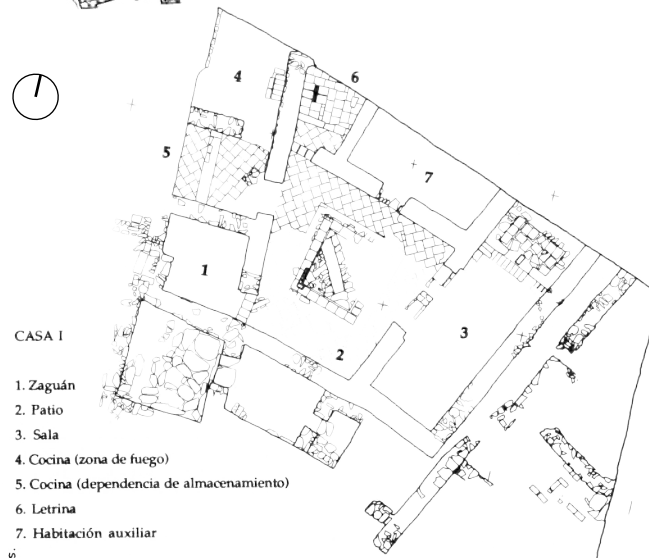 4
6
7
5
1
3
2
CASA I
1. Zaguán
2. Patio
3. Sala
4. Cocina (zona de fuego)
5. Cocina (dependencia de almacenamiento)
6. Letrina
7. Habitación auxiliar
s.